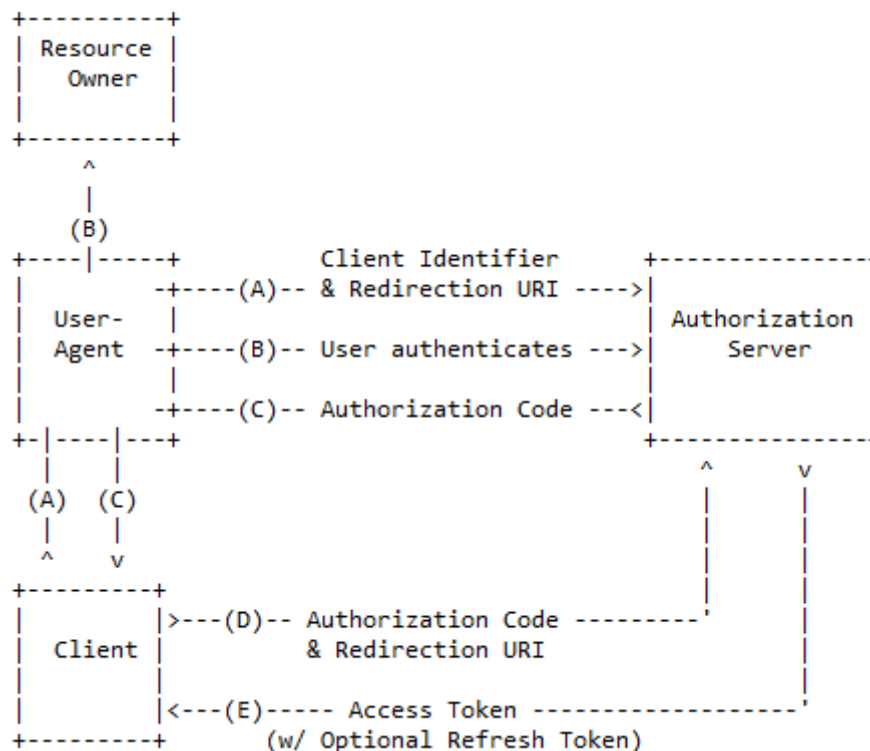 +----------+
| Resource |
|   Owner  |
|          |
+----------+
     ^
     |
    (B)
+----|-----+          Client Identifier      +---------------
|         -+----(A)-- & Redirection URI ---->|
|  User-   |                                 | Authorization
|  Agent  -+----(B)-- User authenticates --->|     Server
|          |                                 |
|         -+----(C)-- Authorization Code ---<|
+-|----|---+                                 +---------------
  |    |                                         ^      v
 (A)  (C)                                        |      |
  |    |                                         |      |
  ^    v                                         |      |
+---------+                                      |      |
|         |>---(D)-- Authorization Code ---------'      |
|  Client |          & Redirection URI                  |
|         |                                             |
|         |<---(E)----- Access Token -------------------'
+---------+       (w/ Optional Refresh Token)